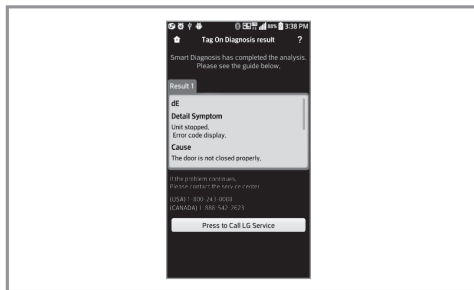 88% 3:38 PM
Tag On Diagnosis result ?
Smart Diagnosis has completed the analysis.
Please see the guide below.
Result 1
dE
Detail Symptom
Unit stopped.
Error code display.
Cause
The door is not closed properly.
If the problem continues,
Please contact the service center.
(USA) 1-800-243-0000
(CANADA) 1-888-542-2623
Press to Call LG Service